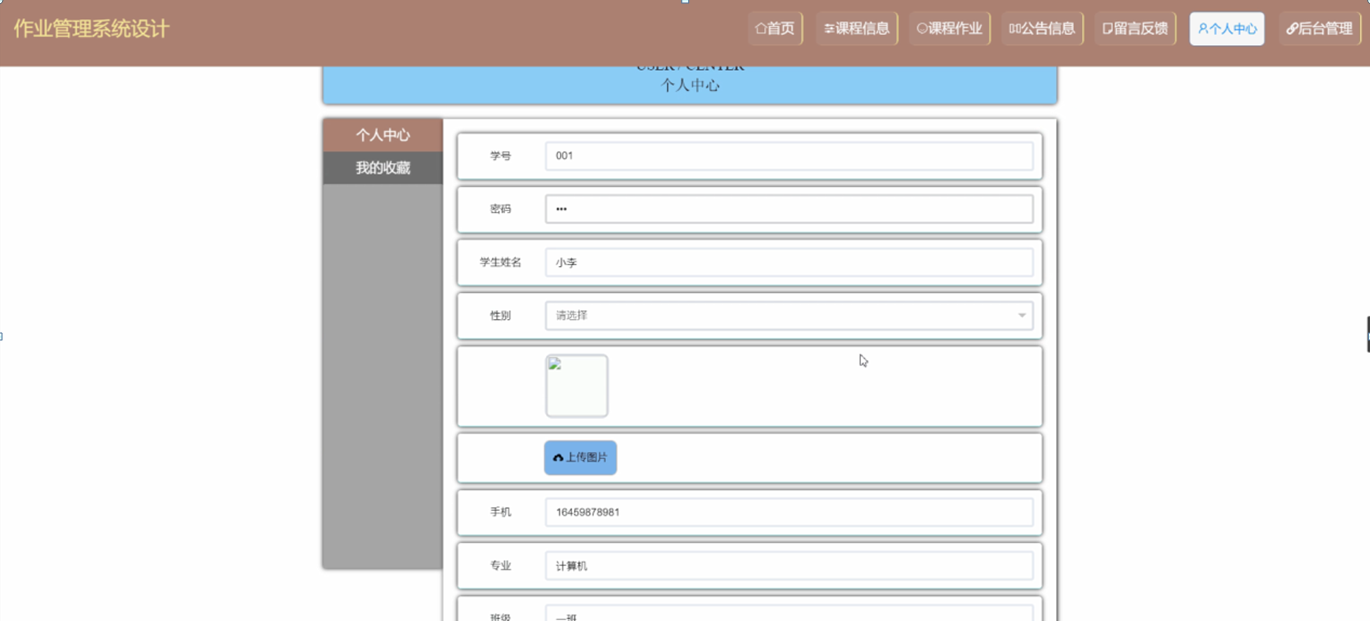 作业管理系统设计
首页
课程信息
课程作业
公告信息
留言反馈
个人中心
后台管理
USER / CENTER
个人中心
个人中心
我的收藏
学号 001
密码 •••
学生姓名 小李
性别 请选择
上传图片
手机 16459878981
专业 计算机
班级 一班